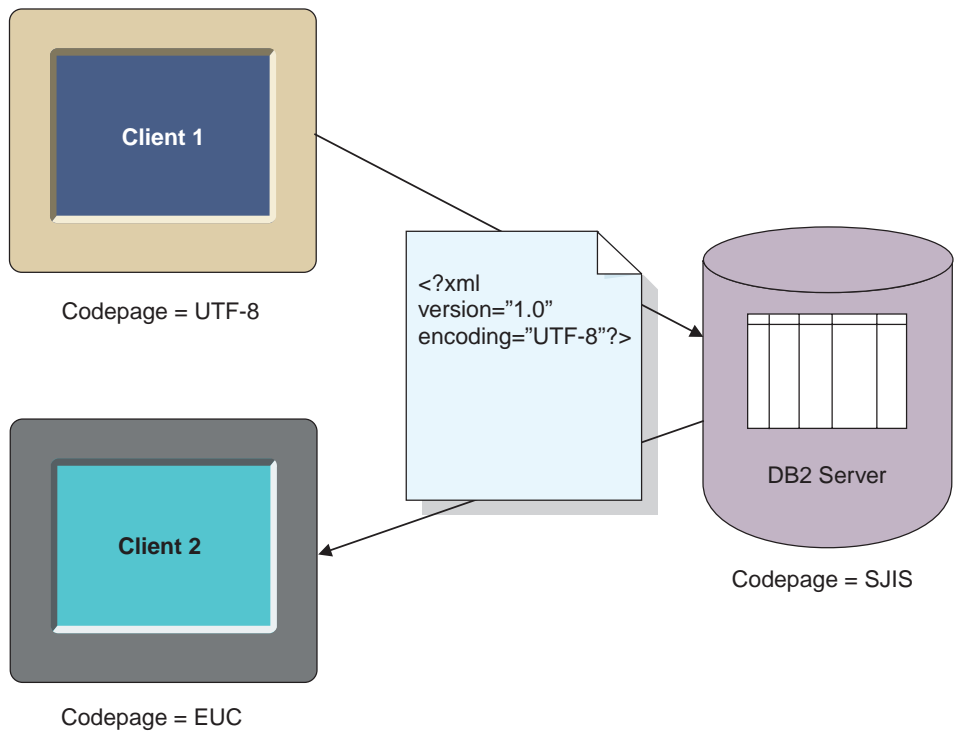 Client 1
Codepage = UTF-8
<?xml
version=”1.0”
encoding=”UTF-8”?>
DB2 Server
Codepage = SJIS
Client 2
Codepage = EUC